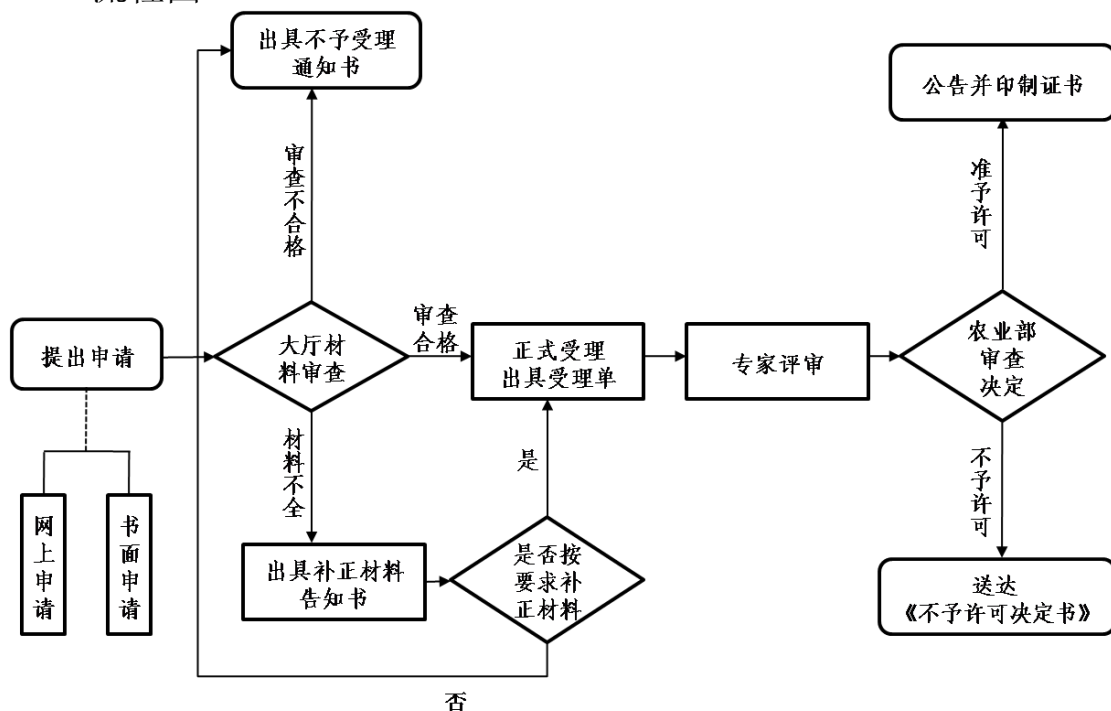 出具不予受理
通知书
公告并印制证书
审查不合格
准予许可
提出申请
大厅材
料审查
审查
合格
正式受理
出具受理单
专家评审
农业部
审查
决定
材料不全
是
不予许可
网上申请
书面申请
出具补正材料
告知书
是否按
要求补
正材料
送达
《不予许可决定书》
否